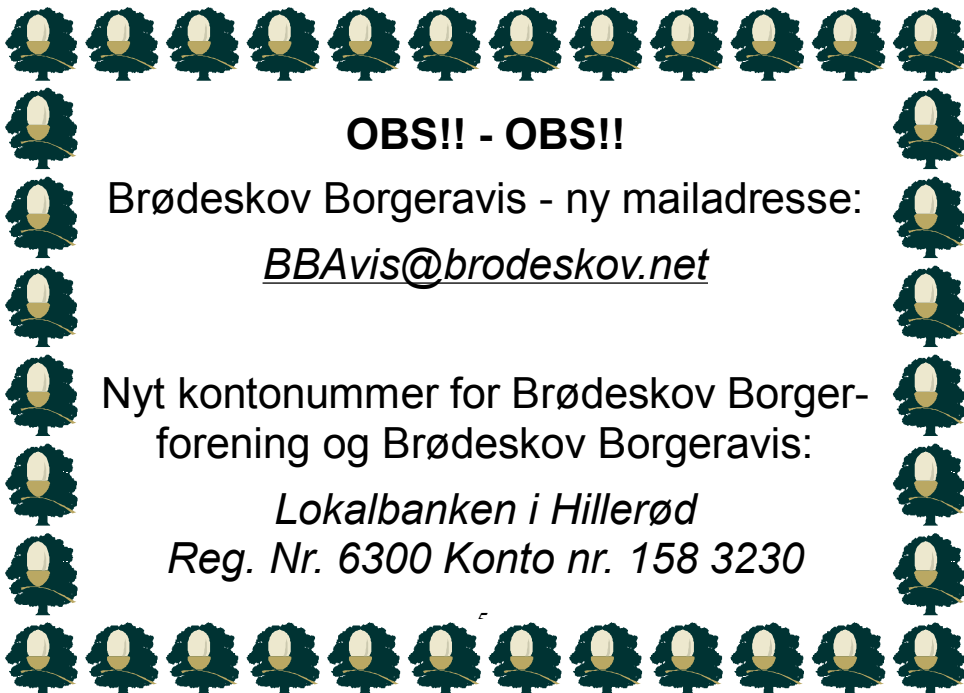 OBS!! - OBS!!
Brødeskov Borgeravis - ny mailadresse:
BBAvis@brodeskov.net
Nyt kontonummer for Brødeskov Borger-
forening og Brødeskov Borgeravis:
Lokalbanken i Hillerød
Reg. Nr. 6300 Konto nr. 158 3230